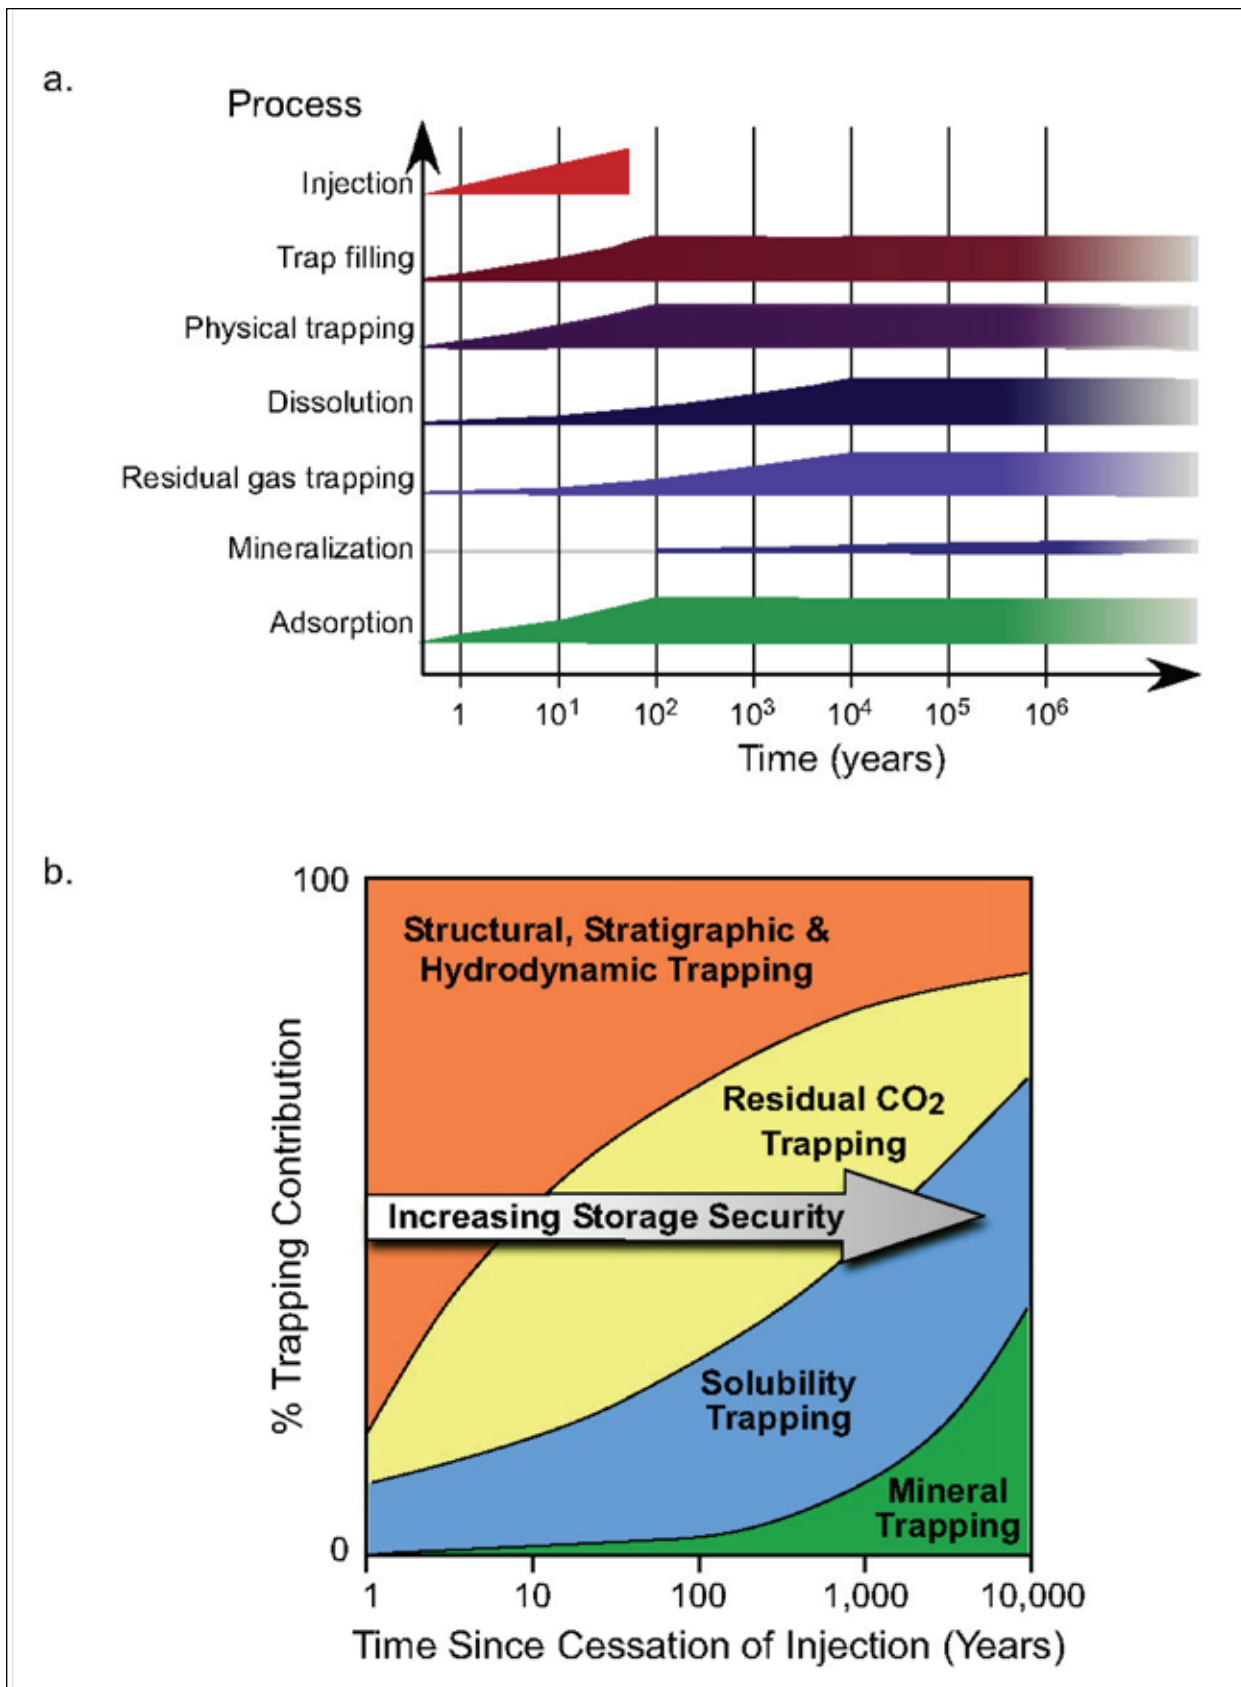 a.
Process
Injection
Trap filling
Physical trapping
Dissolution
Residual gas trapping
Mineralization
Adsorption
1 10¹ 10² 10³ 10⁴ 10⁵ 10⁶
Time (years)
b.
100
Structural, Stratigraphic &
Hydrodynamic Trapping
Residual CO₂
Trapping
Increasing Storage Security
% Trapping Contribution
Solubility
Trapping
Mineral
Trapping
0
1 10 100 1,000 10,000
Time Since Cessation of Injection (Years)